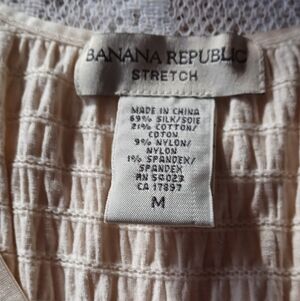 BANANA REPUBLIC
STRETCH
MADE IN CHINA
69% SILK/SOIE
21% COTTON/
COTON
9% NYLON/
NYLON
1% SPANDEX/
SPANDEX
RN 54023
CA 17897
M